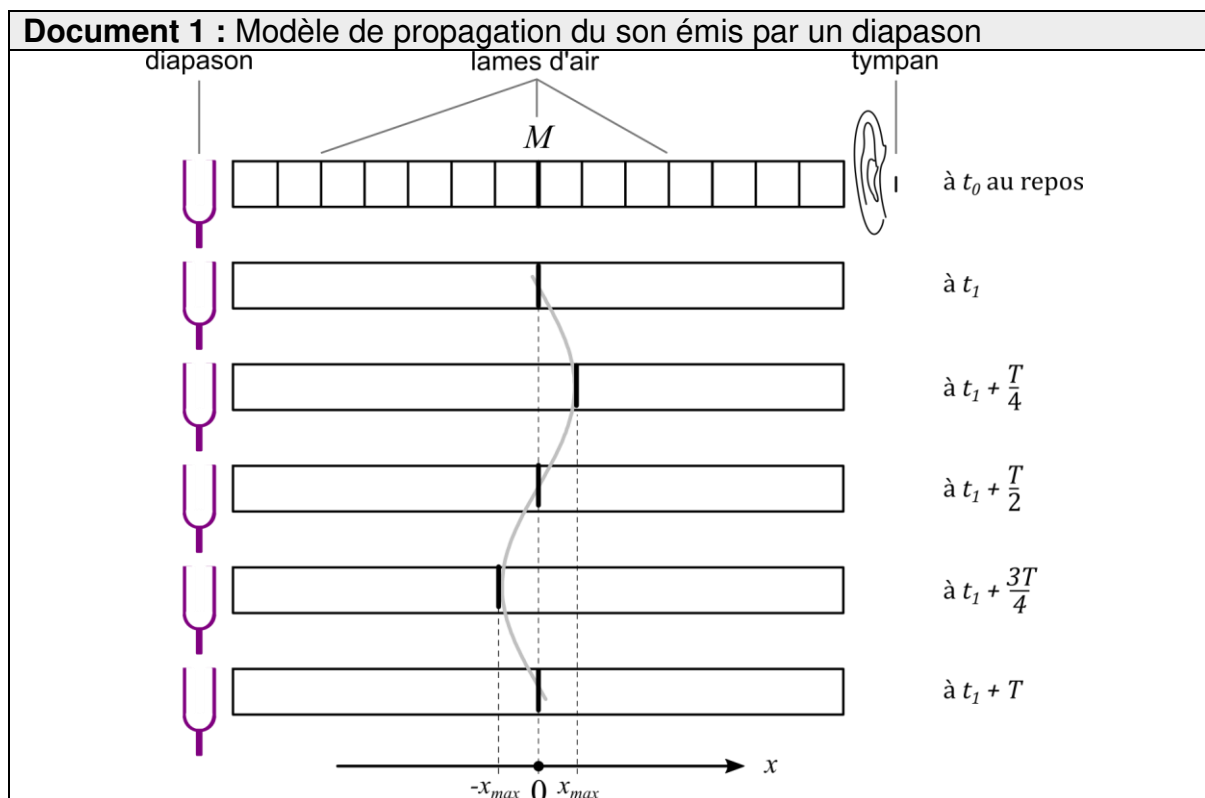 Document 1 : Modèle de propagation du son émis par un diapason
diapason lames d'air tympan
M
à t₀ au repos
à t₁
à t₁ + T/4
à t₁ + T/2
à t₁ + 3T/4
à t₁ + T
x
-xmax 0 xmax